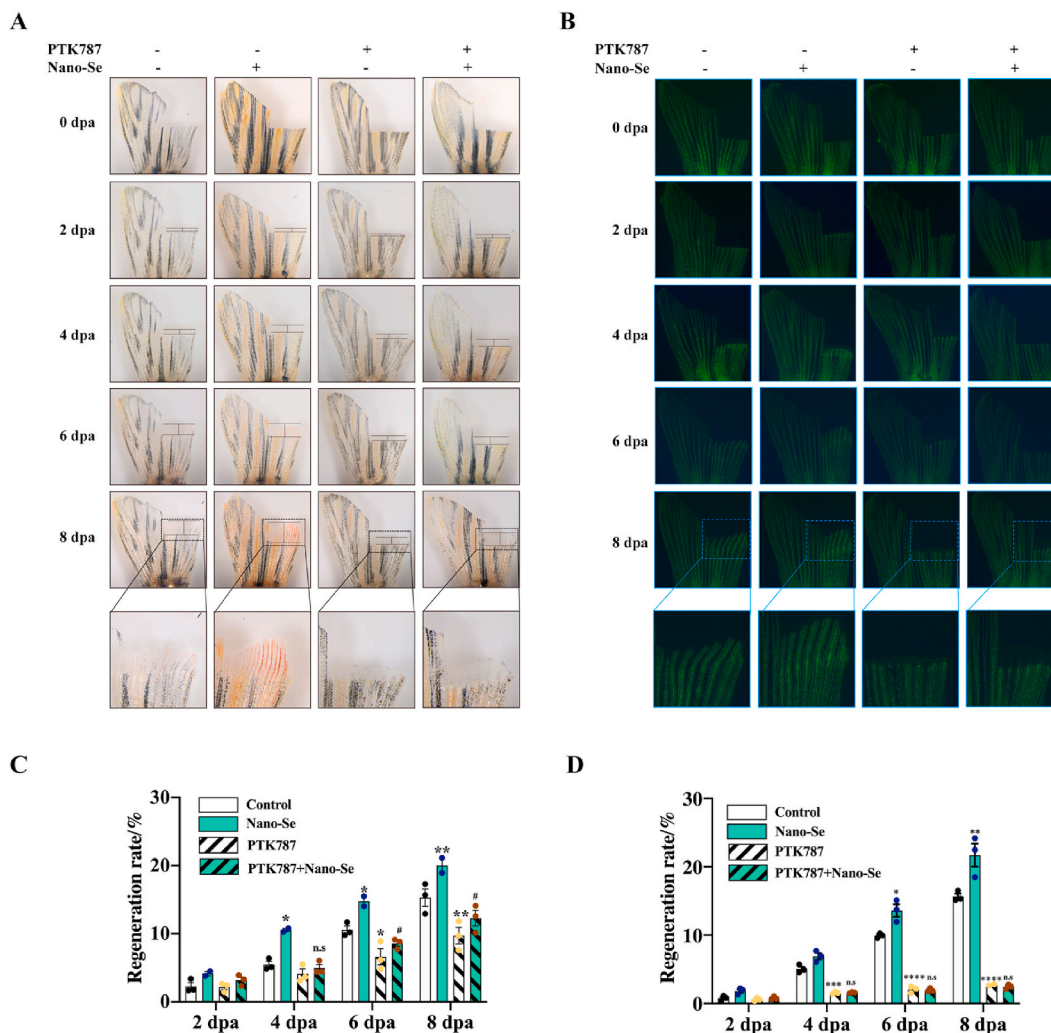 A
PTK787 - - + +
Nano-Se - + - +
0 dpa
2 dpa
4 dpa
6 dpa
8 dpa
B
PTK787 - - + +
Nano-Se - + - +
0 dpa
2 dpa
4 dpa
6 dpa
8 dpa
C
Regeneration rate/%
30
20
10
0
Control
Nano-Se
PTK787
PTK787+Nano-Se
* n.s
* * #
** ** #
2 dpa 4 dpa 6 dpa 8 dpa
D
Regeneration rate/%
30
20
10
0
Control
Nano-Se
PTK787
PTK787+Nano-Se
*** n.s
* **** n.s
** **** n.s
2 dpa 4 dpa 6 dpa 8 dpa